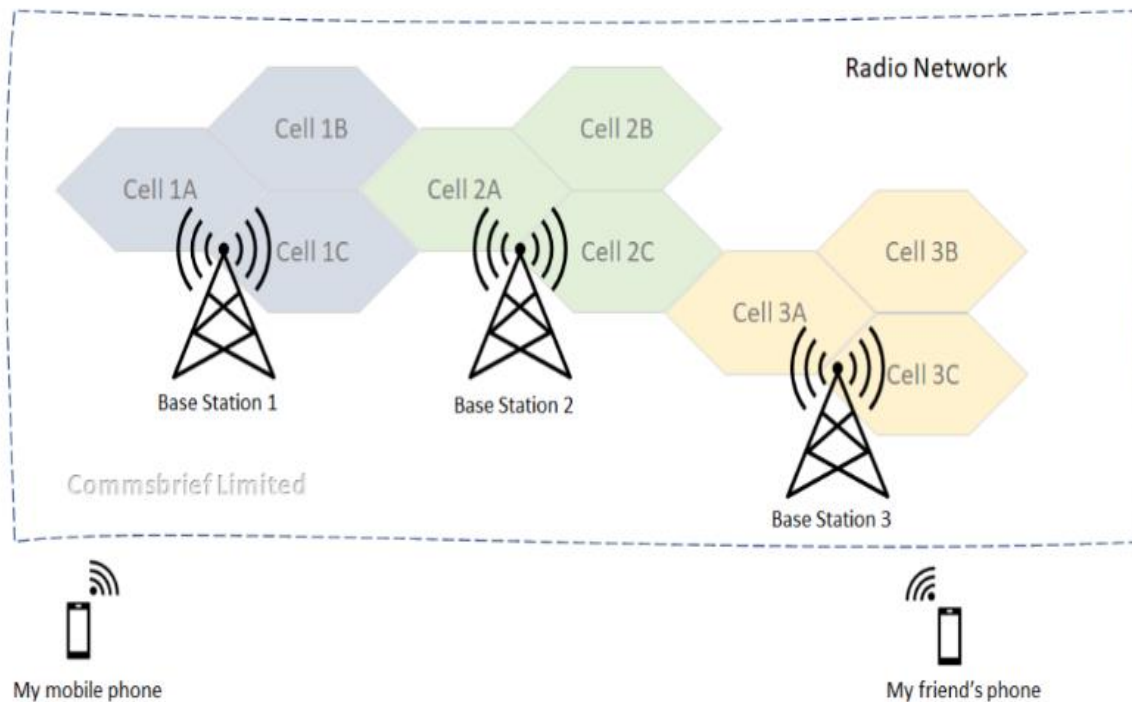 Radio Network
Cell 1B
Cell 2B
Cell 1A
Cell 2A
Cell 1C
Cell 2C
Cell 3B
Cell 3A
Cell 3C
Base Station 1
Base Station 2
Commsbrief Limited
Base Station 3
My mobile phone
My friend's phone